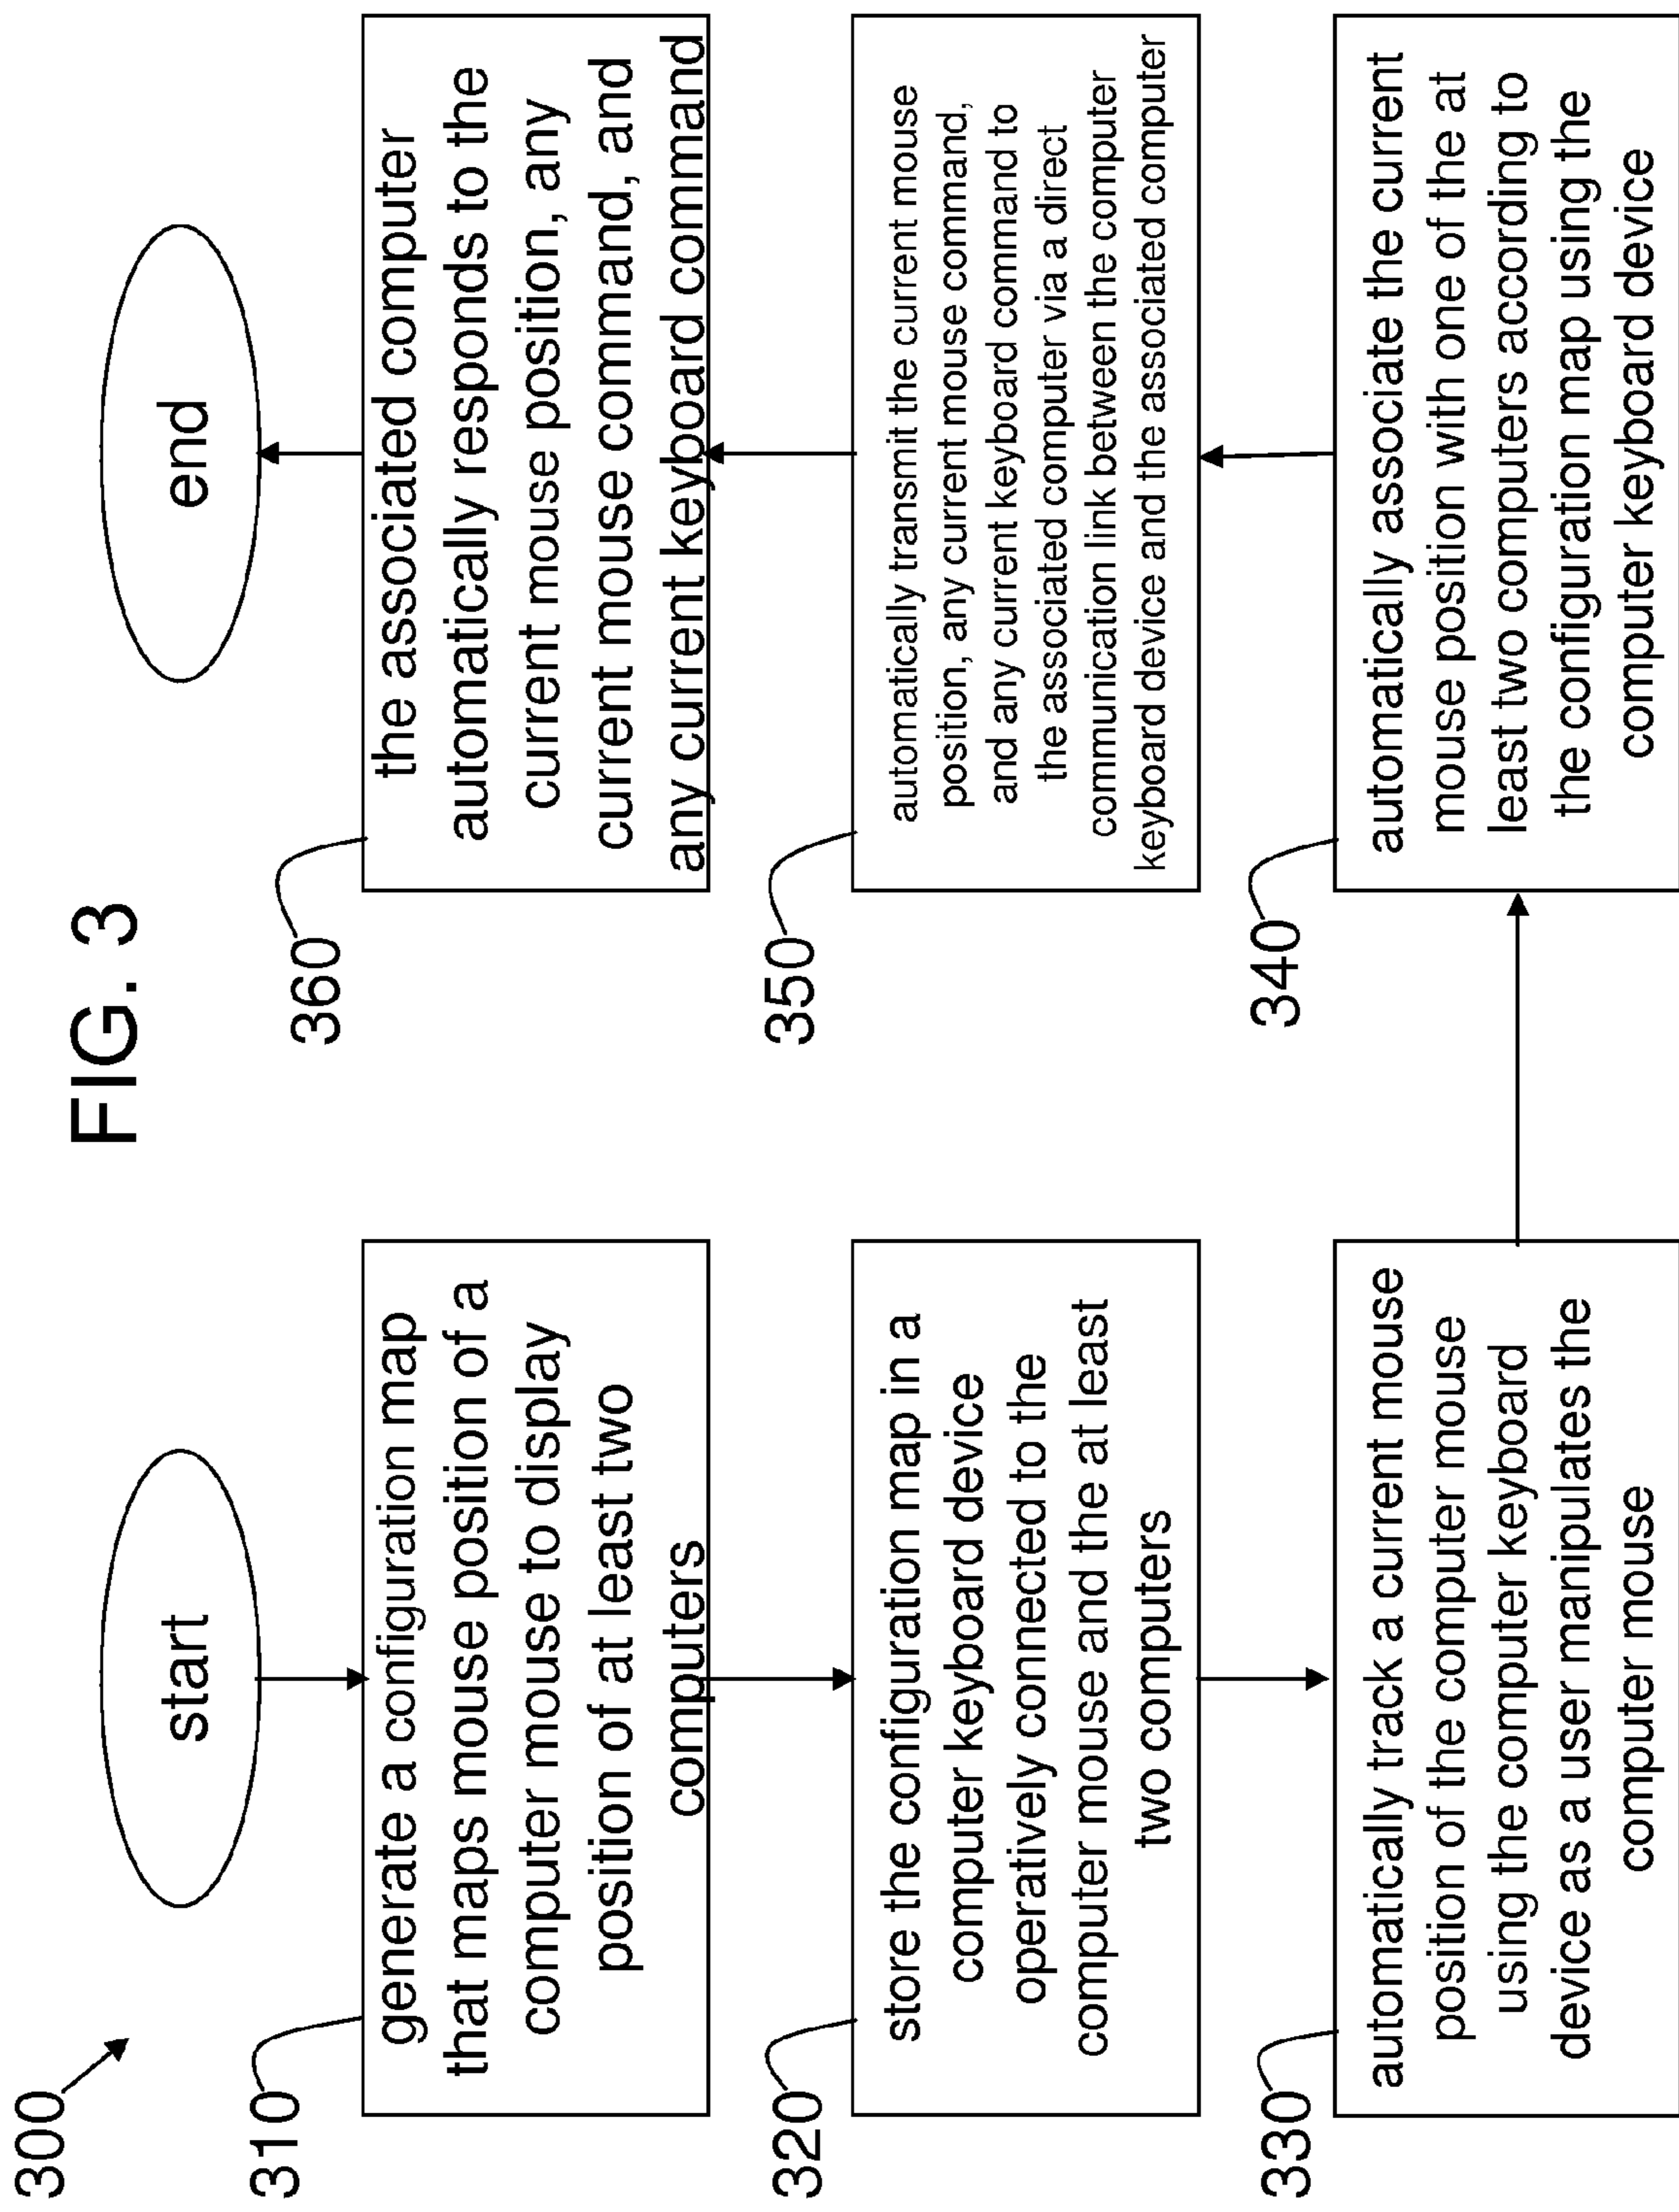 FIG. 3
300
start
310
generate a configuration map
that maps mouse position of a
computer mouse to display
position of at least two
computers
320
store the configuration map in a
computer keyboard device
operatively connected to the
computer mouse and the at least
two computers
330
automatically track a current mouse
position of the computer mouse
using the computer keyboard
device as a user manipulates the
computer mouse
340
automatically associate the current
mouse position with one of the at
least two computers according to
the configuration map using the
computer keyboard device
350
automatically transmit the current mouse
position, any current mouse command,
and any current keyboard command to
the associated computer via a direct
communication link between the computer
keyboard device and the associated computer
360
the associated computer
automatically responds to the
current mouse position, any
current mouse command, and
any current keyboard command
end